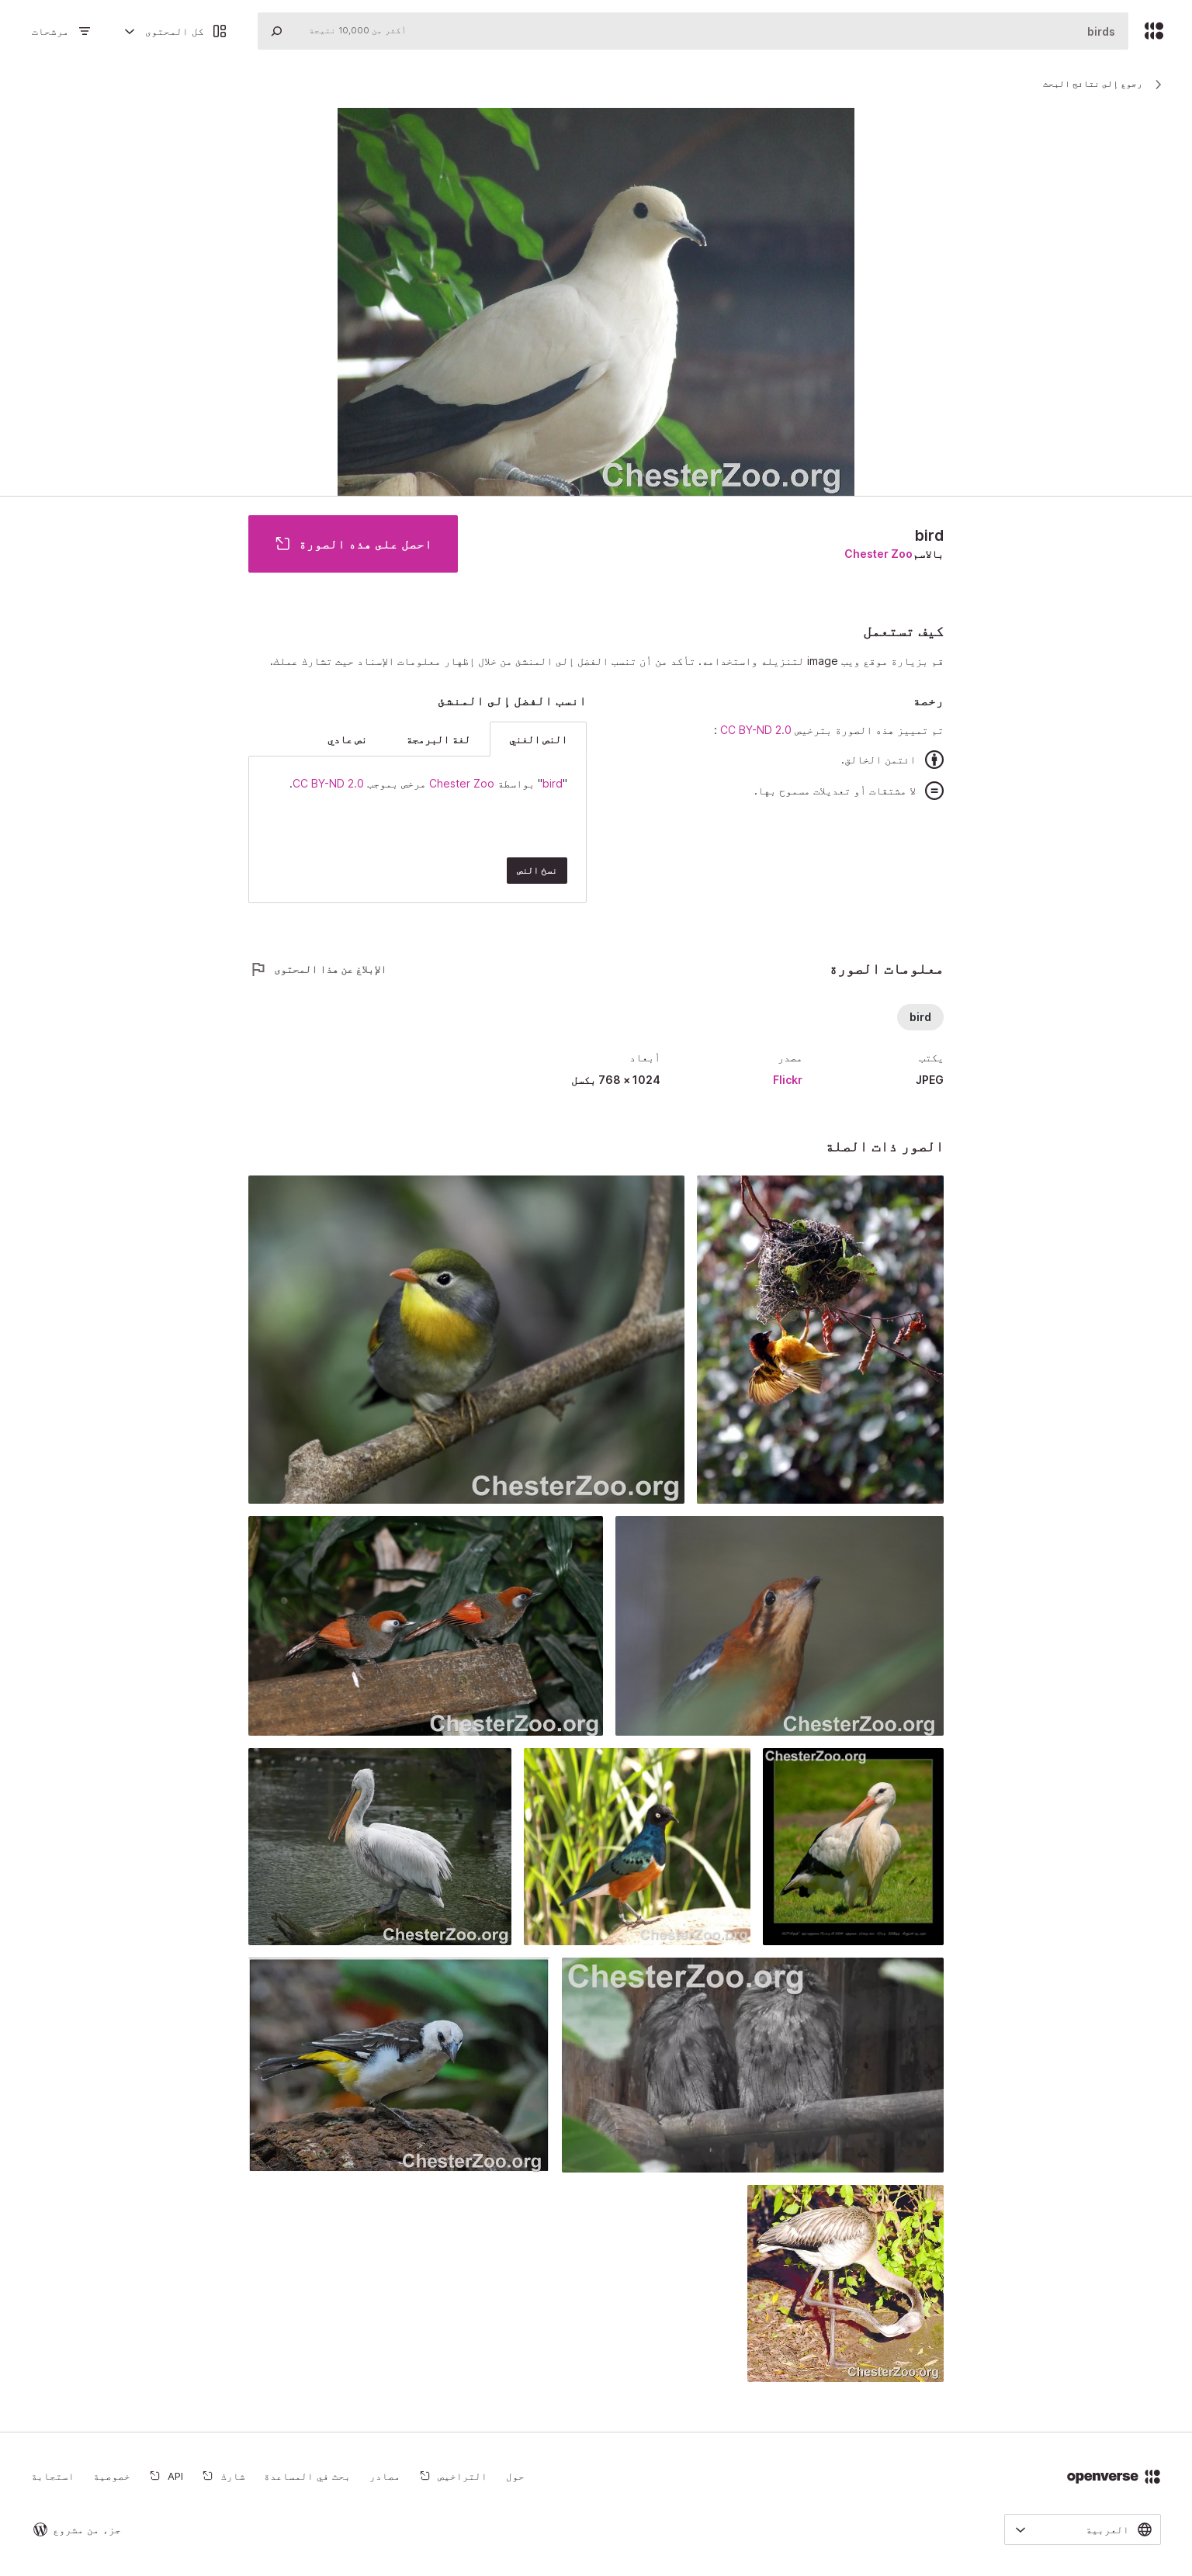 birds
أكثر من 10,000 نتيجة
كل المحتوى
مرشحات
رجوع إلى نتائج البحث
ChesterZoo.org
bird
بالاسم Chester Zoo
احصل على هذه الصورة
كيف تستعمل
قم بزيارة موقع ويب image لتنزيله واستخدامه. تأكد من أن تنسب الفضل إلى المنشئ من خلال إظهار معلومات الإسناد حيث تشارك عملك.
رخصة
تم تمييز هذه الصورة بترخيص CC BY-ND 2.0 :
ائتمن الخالق.
لا مشتقات أو تعديلات مسموح بها.
انسب الفضل إلى المنشئ
النص الغني
لغة البرمجة
نص عادي
"bird" بواسطة Chester Zoo مرخص بموجب CC BY-ND 2.0.
نسخ النص
معلومات الصورة
الإبلاغ عن هذا المحتوى
bird
يكتب
مصدر
أبعاد
JPEG
Flickr
1024 × 768 بكسل
الصور ذات الصلة
ChesterZoo.org
ChesterZoo.org
ChesterZoo.org
ChesterZoo.org
ChesterZoo.org
ChesterZoo.org
ChesterZoo.org
ChesterZoo.org
ChesterZoo.org
openverse
حول
التراخيص
مصادر
بحث في المساعدة
شارك
API
خصوصية
استجابة
العربية
جزء من مشروع